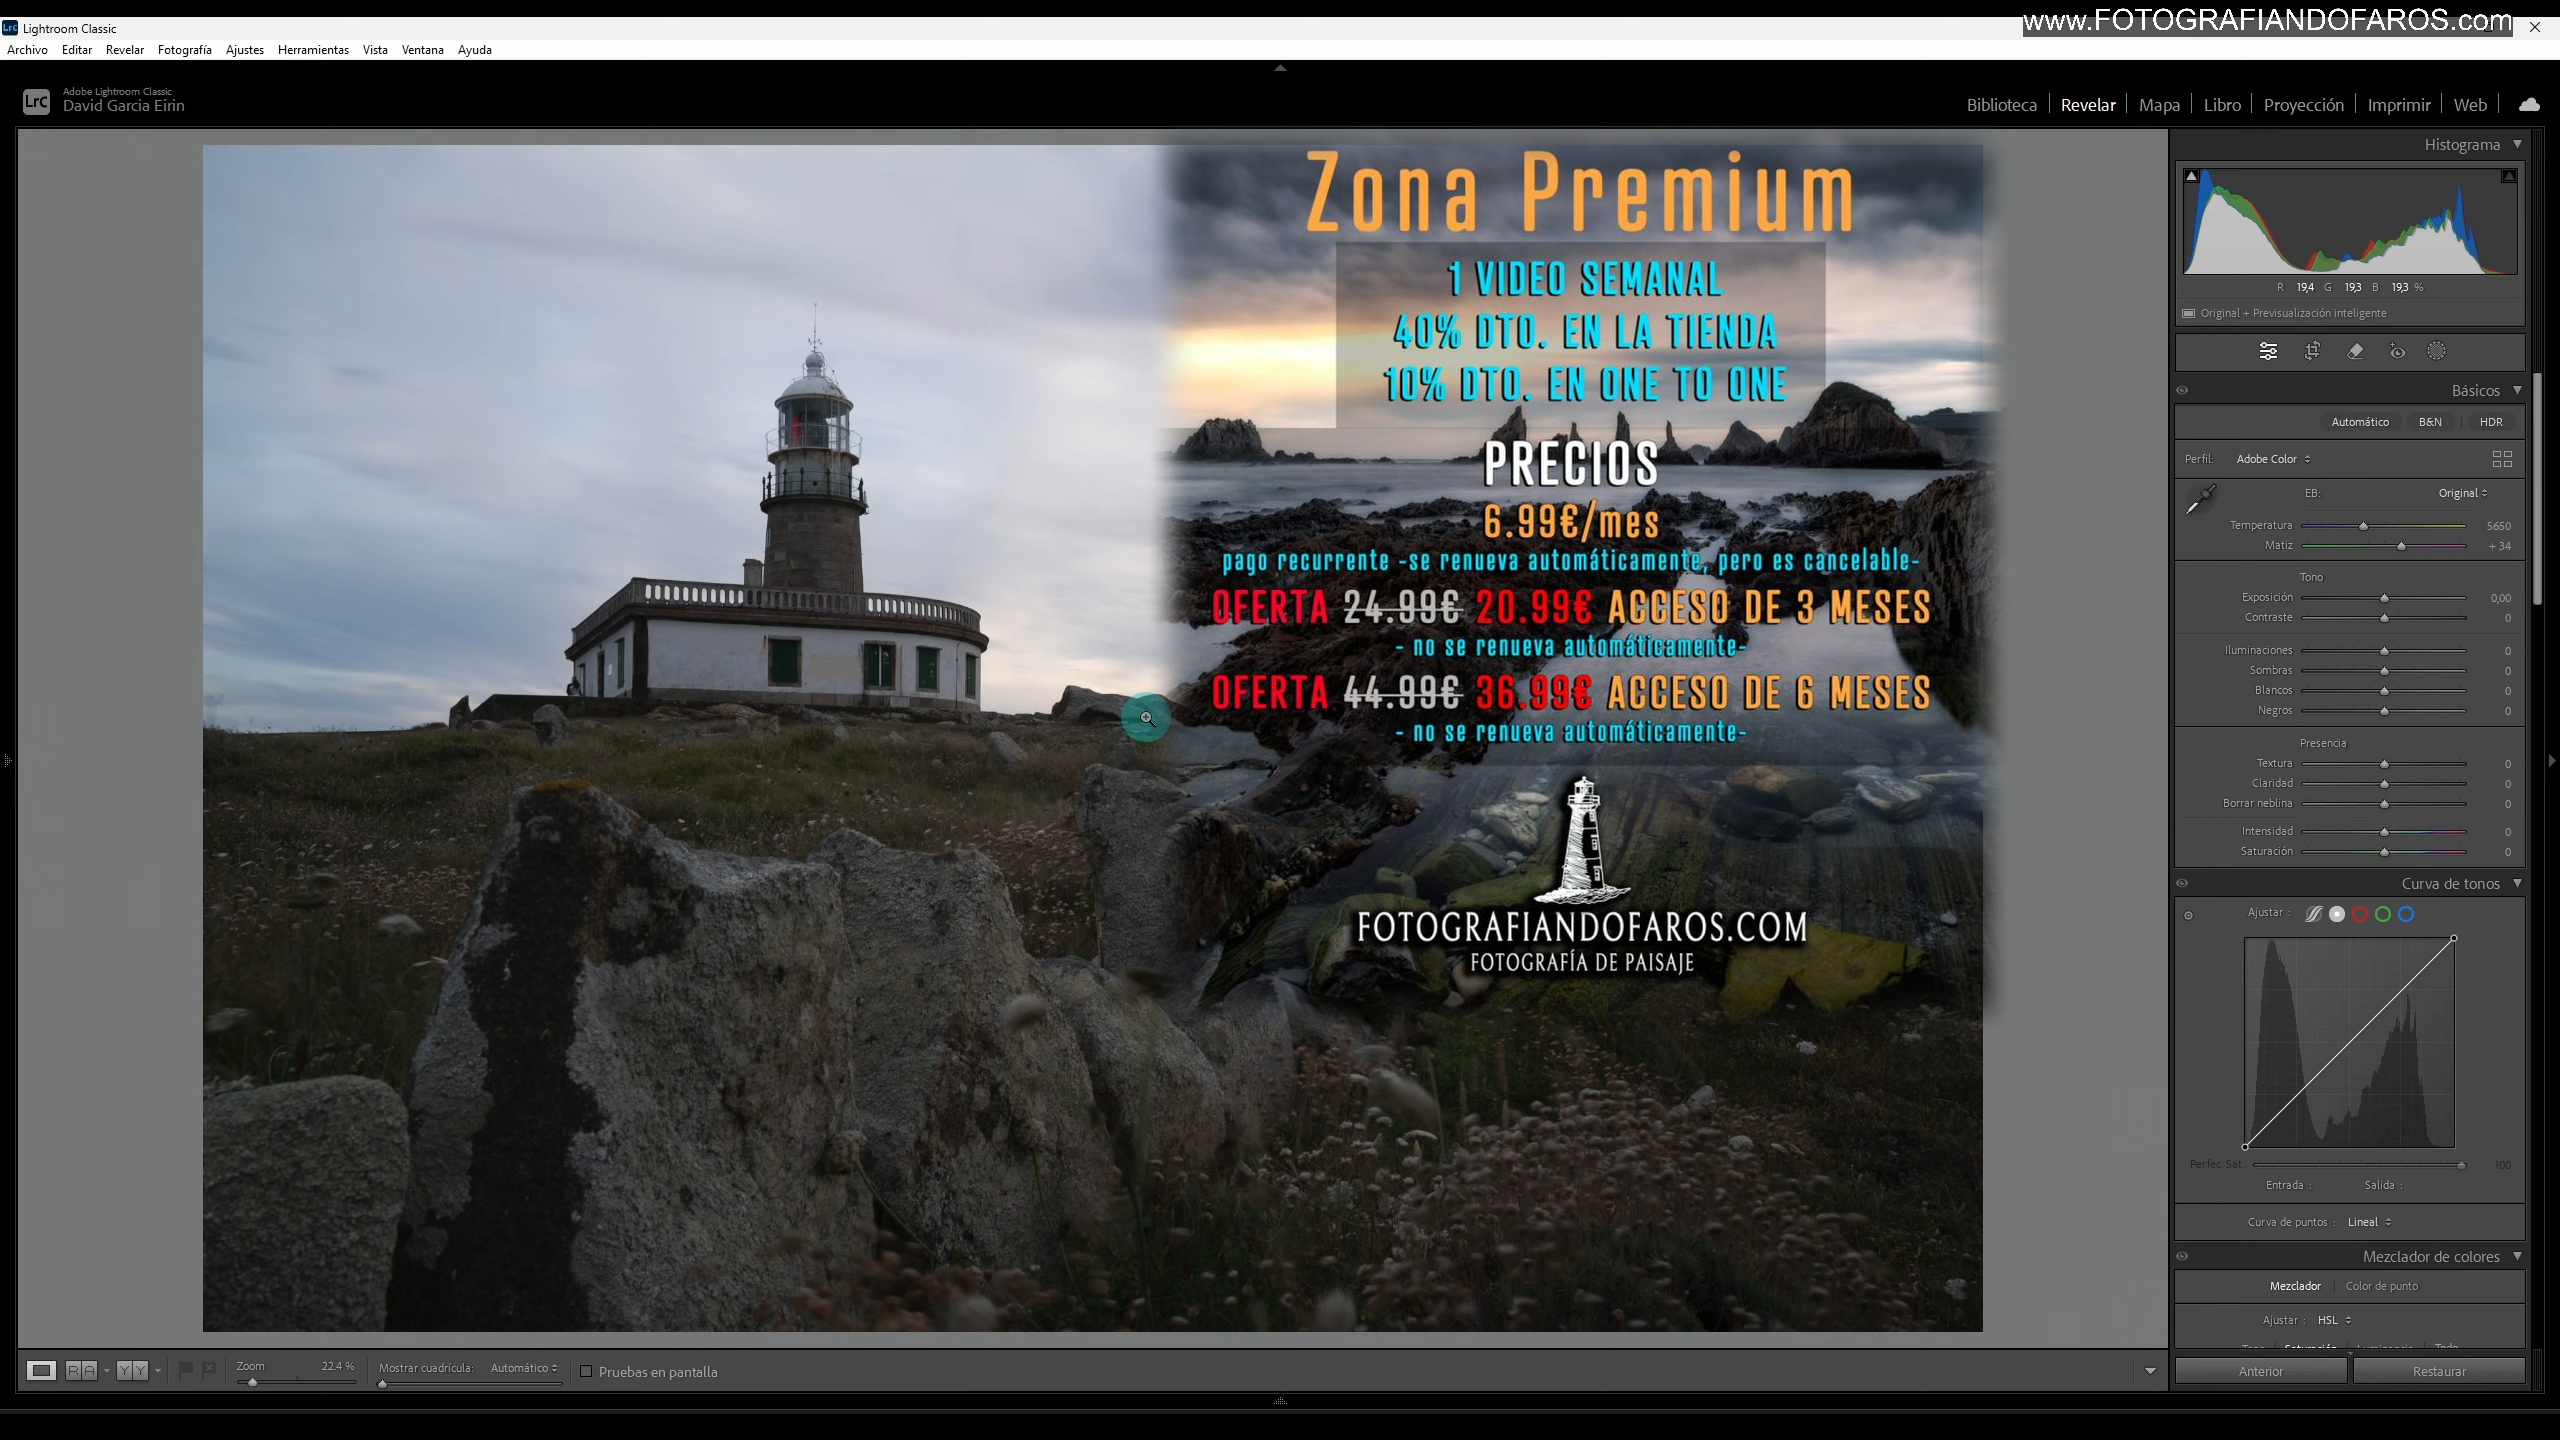 www.FOTOGRAFIANDOFAROS.com
Lrc Lightroom Classic
Archivo Editar Revelar Fotografía Ajustes Herramientas Vista Ventana Ayuda
Adobe Lightroom Classic
LrC David Garcia Eirin
Biblioteca Revelar Mapa Libro Proyección Imprimir Web
Zona Premium
1 VIDEO SEMANAL
40% DTO. EN LA TIENDA
10% DTO. EN ONE TO ONE
PRECIOS
6.99€/mes
pago recurrente -se renueva automáticamente, pero es cancelable-
OFERTA 24.99€ 20.99€ ACCESO DE 3 MESES
- no se renueva automáticamente-
OFERTA 44.99€ 36.99€ ACCESO DE 6 MESES
- no se renueva automáticamente-
FOTOGRAFIANDOFAROS.COM
FOTOGRAFÍA DE PAISAJE
Histograma
R 19,4 G 19,3 B 19,3 %
Original + Previsualización inteligente
Básicos
Automático B&N HDR
Perfil: Adobe Color
EB: Original
Temperatura 5650
Matiz + 34
Tono
Exposición 0,00
Contraste 0
Iluminaciones 0
Sombras 0
Blancos 0
Negros 0
Presencia
Textura 0
Claridad 0
Borrar neblina 0
Intensidad 0
Saturación 0
Curva de tonos
Ajustar :
Perfec. Sat. 100
Entrada : Salida :
Curva de puntos : Lineal
Mezclador de colores
Mezclador Color de punto
Ajustar : HSL
Tono Saturación Luminancia Todo
Anterior Restaurar
R A Y Y Zoom 22.4 % Mostrar cuadrícula: Automático Pruebas en pantalla